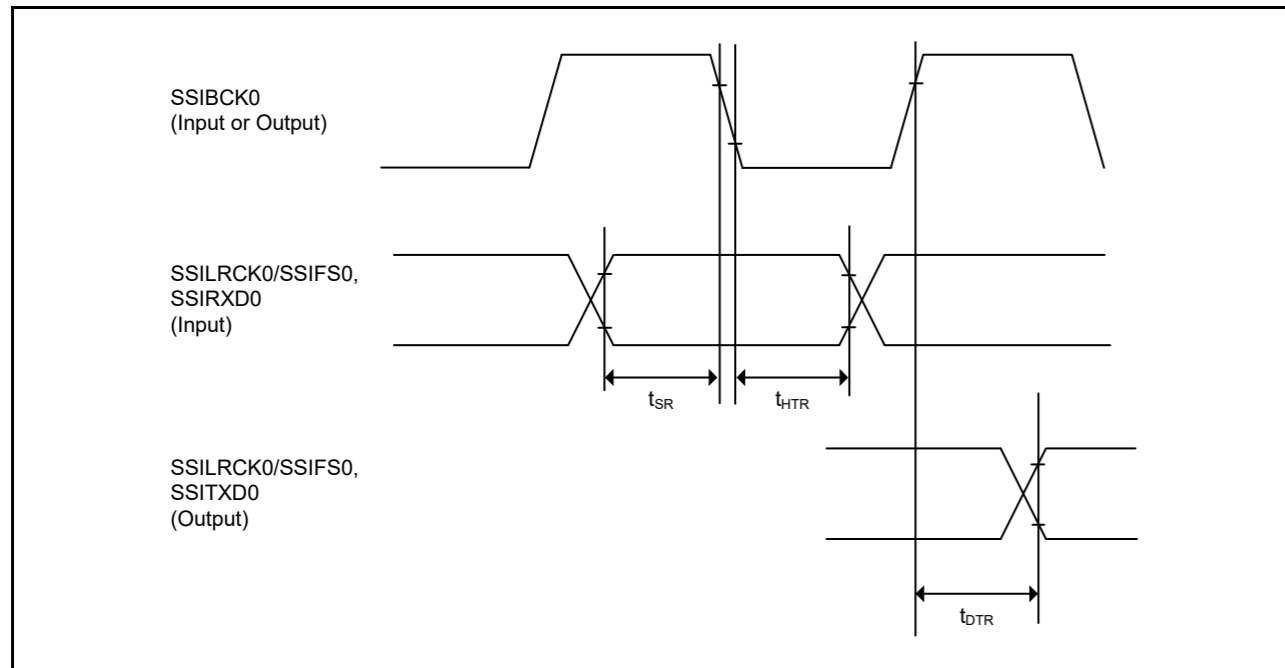 SSIBCK0
(Input or Output)
SSILRCK0/SSIFS0,
SSIRXD0
(Input)
tSR
tHTR
SSILRCK0/SSIFS0,
SSITXD0
(Output)
tDTR